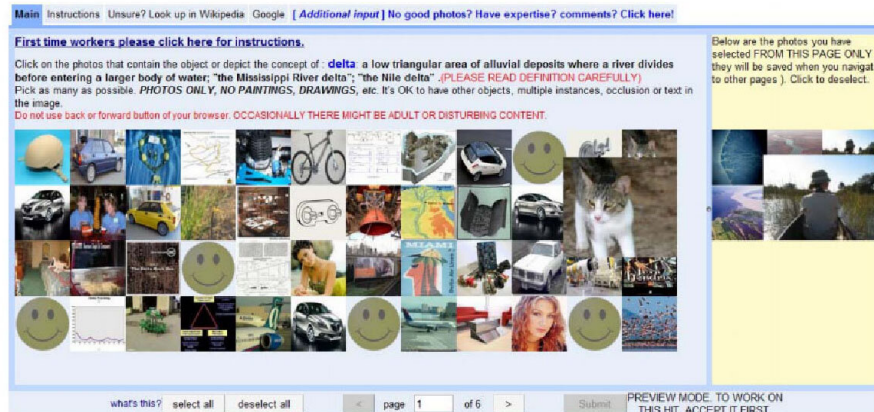 Main Instructions Unsure? Look up in Wikipedia Google [ Additional input ] No good photos? Have expertise? comments? Click here!
First time workers please click here for instructions.
Click on the photos that contain the object or depict the concept of : delta: a low triangular area of alluvial deposits where a river divides
before entering a larger body of water; "the Mississippi River delta"; "the Nile delta" .(PLEASE READ DEFINITION CAREFULLY)
Pick as many as possible. PHOTOS ONLY, NO PAINTINGS, DRAWINGS, etc. It's OK to have other objects, multiple instances, occlusion or text in
the image.
Do not use back or forward button of your browser. OCCASIONALLY THERE MIGHT BE ADULT OR DISTURBING CONTENT.
Below are the photos you have
selected FROM THIS PAGE ONLY
they will be saved when you navigat
to other pages ). Click to deselect.
MIAMI
what's this? select all deselect all < page 1 of 6 > Submit
PREVIEW MODE. TO WORK ON
THIS HIT, ACCEPT IT FIRST